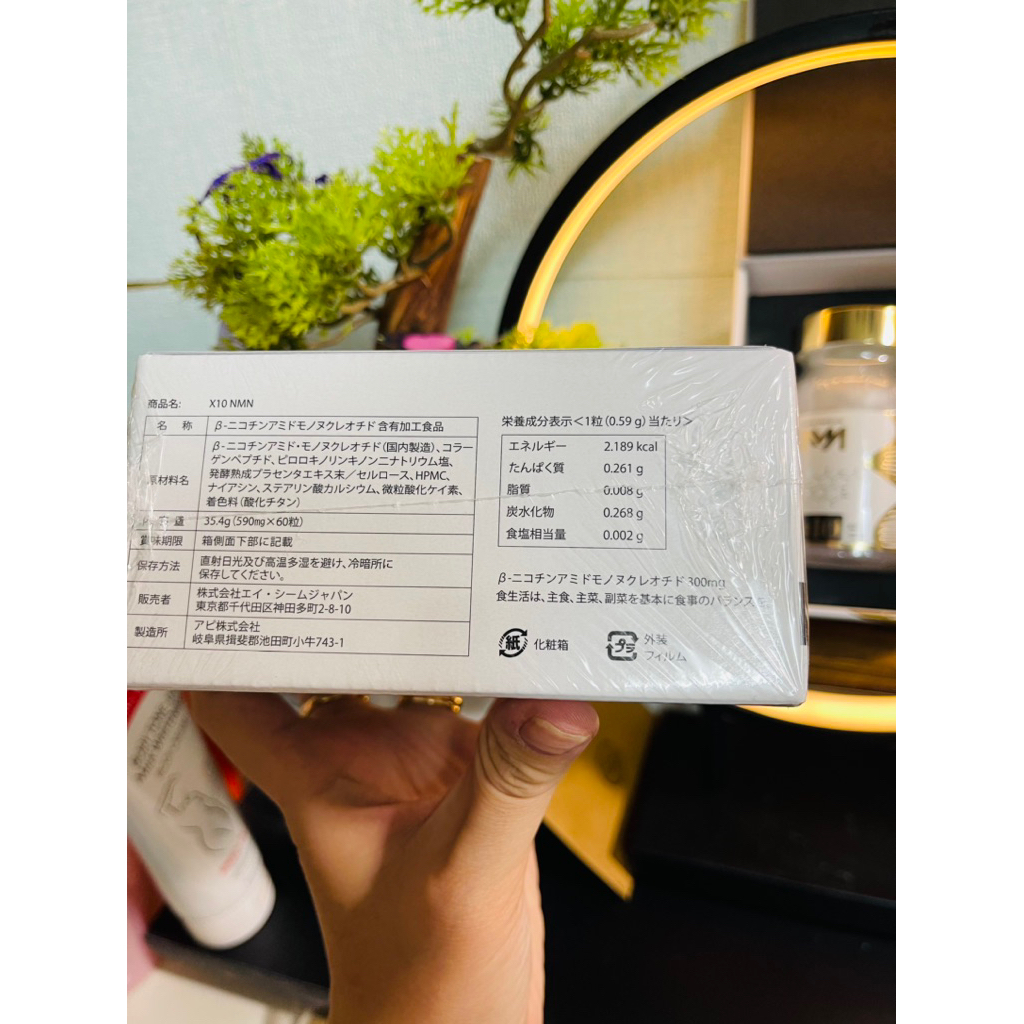 商品名: X10 NMN
名 称 β-ニコチンアミドモノヌクレオチド含有加工食品
原材料名 β-ニコチンアミド・モノヌクレオチド(国内製造)、コラー
ゲンペプチド、ピロロキノリンキノン二ナトリウム塩、
発酵熟成プラセンタエキス末／セルロース、HPMC、
ナイアシン、ステアリン酸カルシウム、微粒酸化ケイ素、
着色料(酸化チタン)
内 容 量 35.4g(590mg×60粒)
賞味期限 箱側面下部に記載
保存方法 直射日光及び高温多湿を避け、冷暗所に
保存してください。
販売者 株式会社エイ・シームジャパン
東京都千代田区神田多町2-8-10
製造所 アピ株式会社
岐阜県揖斐郡池田町小牛743-1
栄養成分表示<1粒(0.59g)当たり>
エネルギー 2.189 kcal
たんぱく質 0.261 g
脂質 0.008 g
炭水化物 0.268 g
食塩相当量 0.002 g
β-ニコチンアミドモノヌクレオチド 300mg
食生活は、主食、主菜、副菜を基本に食事のバランスを。
紙 化粧箱
プラ 外装
フィルム